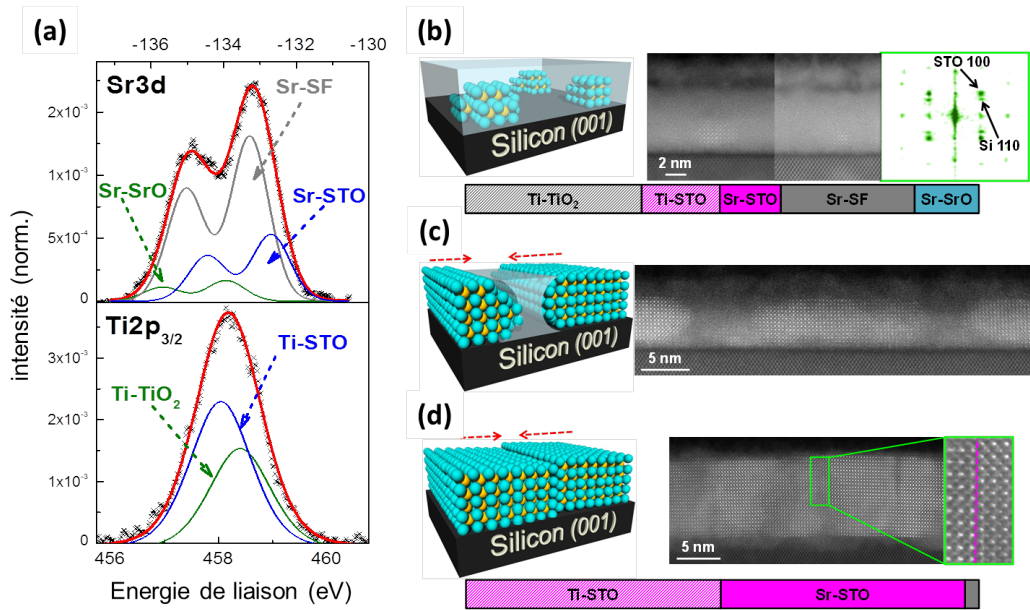 (a)
-136 -134 -132 -130
Sr3d
Sr-SF
Sr-SrO
Sr-STO
2x10⁻³
1x10⁻³
5x10⁻⁴
0
intensité (norm.)
Ti2p3/2
Ti-STO
Ti-TiO2
3x10⁻³
2x10⁻³
1x10⁻³
0
456 458 460
Energie de liaison (eV)
(b)
Silicon (001)
2 nm
STO 100
Si 110
Ti-TiO2 Ti-STO Sr-STO Sr-SF Sr-SrO
(c)
Silicon (001)
5 nm
(d)
Silicon (001)
5 nm
Ti-STO Sr-STO